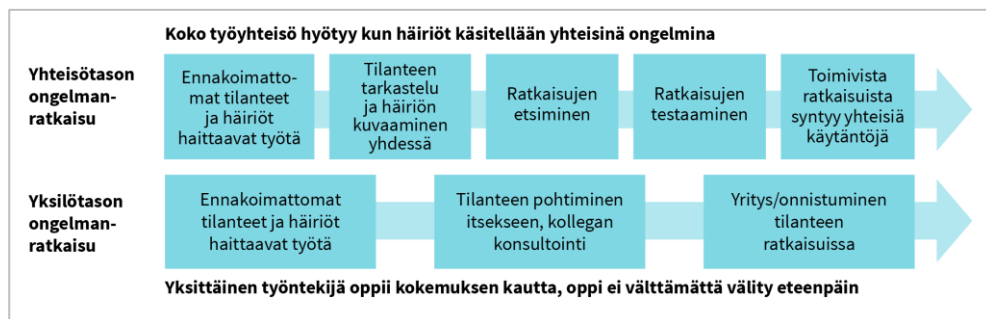 Koko työyhteisö hyötyy kun häiriöt käsitellään yhteisinä ongelmina
Yhteisötason
ongelman-
ratkaisu
Ennakoimatto-
mat tilanteet
ja häiriöt
haittaavat työtä
Tilanteen
tarkastelu
ja häiriön
kuvaaminen
yhdessä
Ratkaisujen
etsiminen
Ratkaisujen
testaaminen
Toimivista
ratkaisuista
syntyy yhteisiä
käytäntöjä
Yksilötason
ongelman-
ratkaisu
Ennakoimattomat
tilanteet ja häiriöt
haittaavat työtä
Tilanteen pohtiminen
itsekseen, kollegan
konsultointi
Yritys/onnistuminen
tilanteen
ratkaisuissa
Yksittäinen työntekijä oppii kokemuksen kautta, oppi ei välttämättä välity eteenpäin